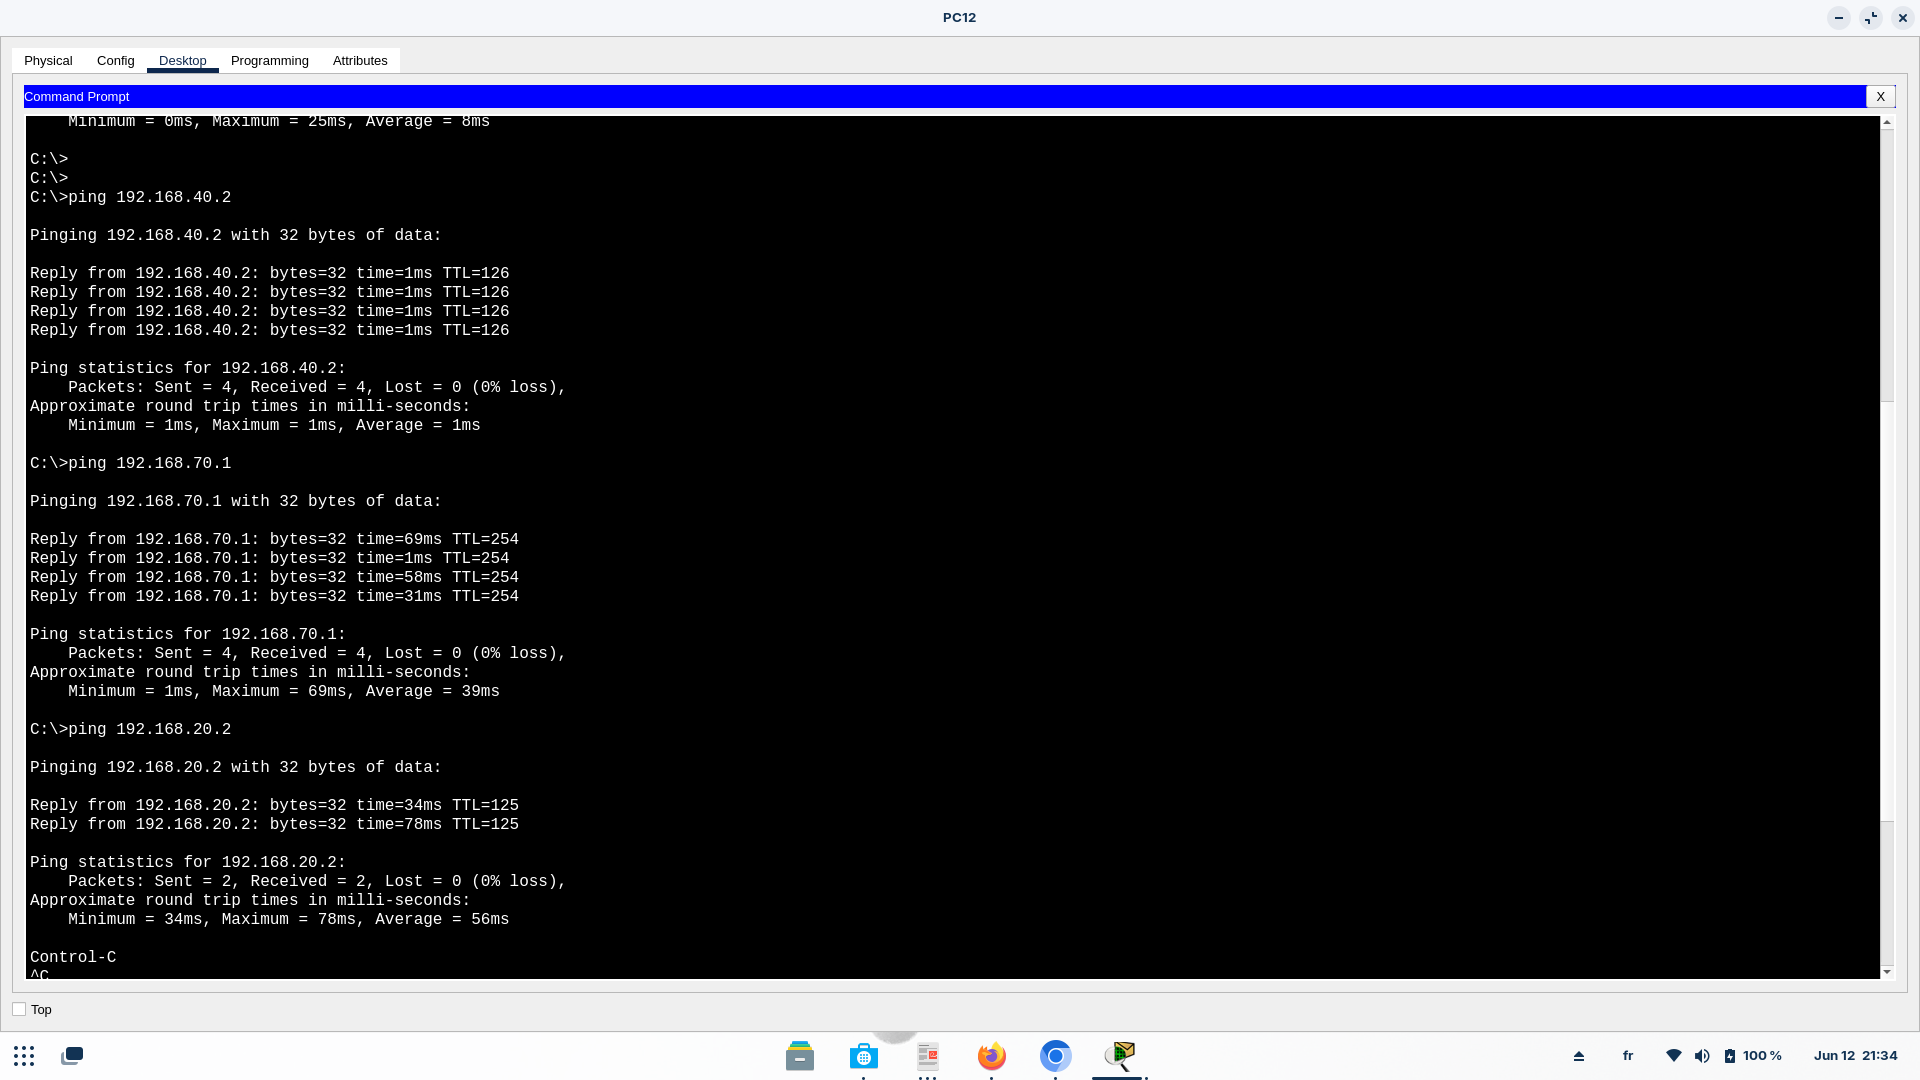 PC12
Physical Config Desktop Programming Attributes
Command Prompt X
Minimum = 0ms, Maximum = 25ms, Average = 8ms
C:\>
C:\>
C:\>ping 192.168.40.2
Pinging 192.168.40.2 with 32 bytes of data:
Reply from 192.168.40.2: bytes=32 time=1ms TTL=126
Reply from 192.168.40.2: bytes=32 time=1ms TTL=126
Reply from 192.168.40.2: bytes=32 time=1ms TTL=126
Reply from 192.168.40.2: bytes=32 time=1ms TTL=126
Ping statistics for 192.168.40.2:
Packets: Sent = 4, Received = 4, Lost = 0 (0% loss),
Approximate round trip times in milli-seconds:
Minimum = 1ms, Maximum = 1ms, Average = 1ms
C:\>ping 192.168.70.1
Pinging 192.168.70.1 with 32 bytes of data:
Reply from 192.168.70.1: bytes=32 time=69ms TTL=254
Reply from 192.168.70.1: bytes=32 time=1ms TTL=254
Reply from 192.168.70.1: bytes=32 time=58ms TTL=254
Reply from 192.168.70.1: bytes=32 time=31ms TTL=254
Ping statistics for 192.168.70.1:
Packets: Sent = 4, Received = 4, Lost = 0 (0% loss),
Approximate round trip times in milli-seconds:
Minimum = 1ms, Maximum = 69ms, Average = 39ms
C:\>ping 192.168.20.2
Pinging 192.168.20.2 with 32 bytes of data:
Reply from 192.168.20.2: bytes=32 time=34ms TTL=125
Reply from 192.168.20.2: bytes=32 time=78ms TTL=125
Ping statistics for 192.168.20.2:
Packets: Sent = 2, Received = 2, Lost = 0 (0% loss),
Approximate round trip times in milli-seconds:
Minimum = 34ms, Maximum = 78ms, Average = 56ms
Control-C
^C
Top
fr 100 % Jun 12 21:34